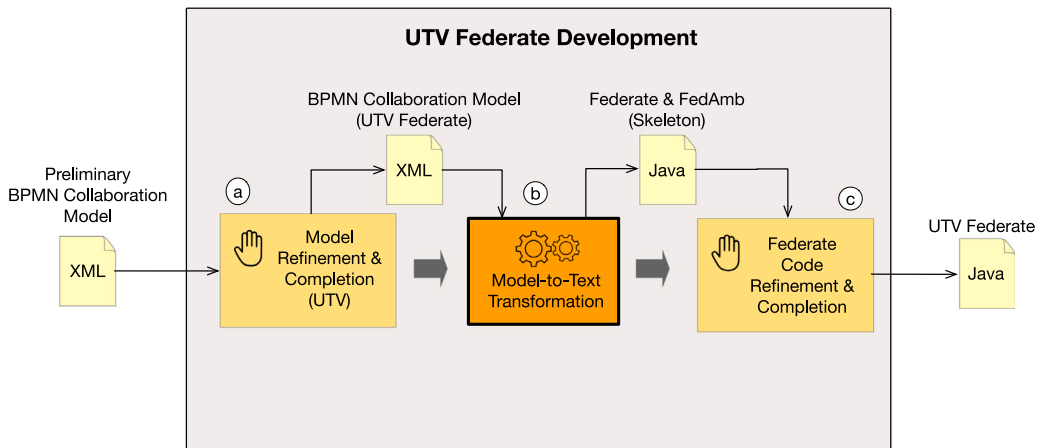 UTV Federate Development
BPMN Collaboration Model
(UTV Federate)
Federate & FedAmb
(Skeleton)
Preliminary
BPMN Collaboration
Model
XML
XML
Java
a
b
c
Model
Refinement &
Completion
(UTV)
Model-to-Text
Transformation
Federate
Code
Refinement &
Completion
UTV Federate
Java